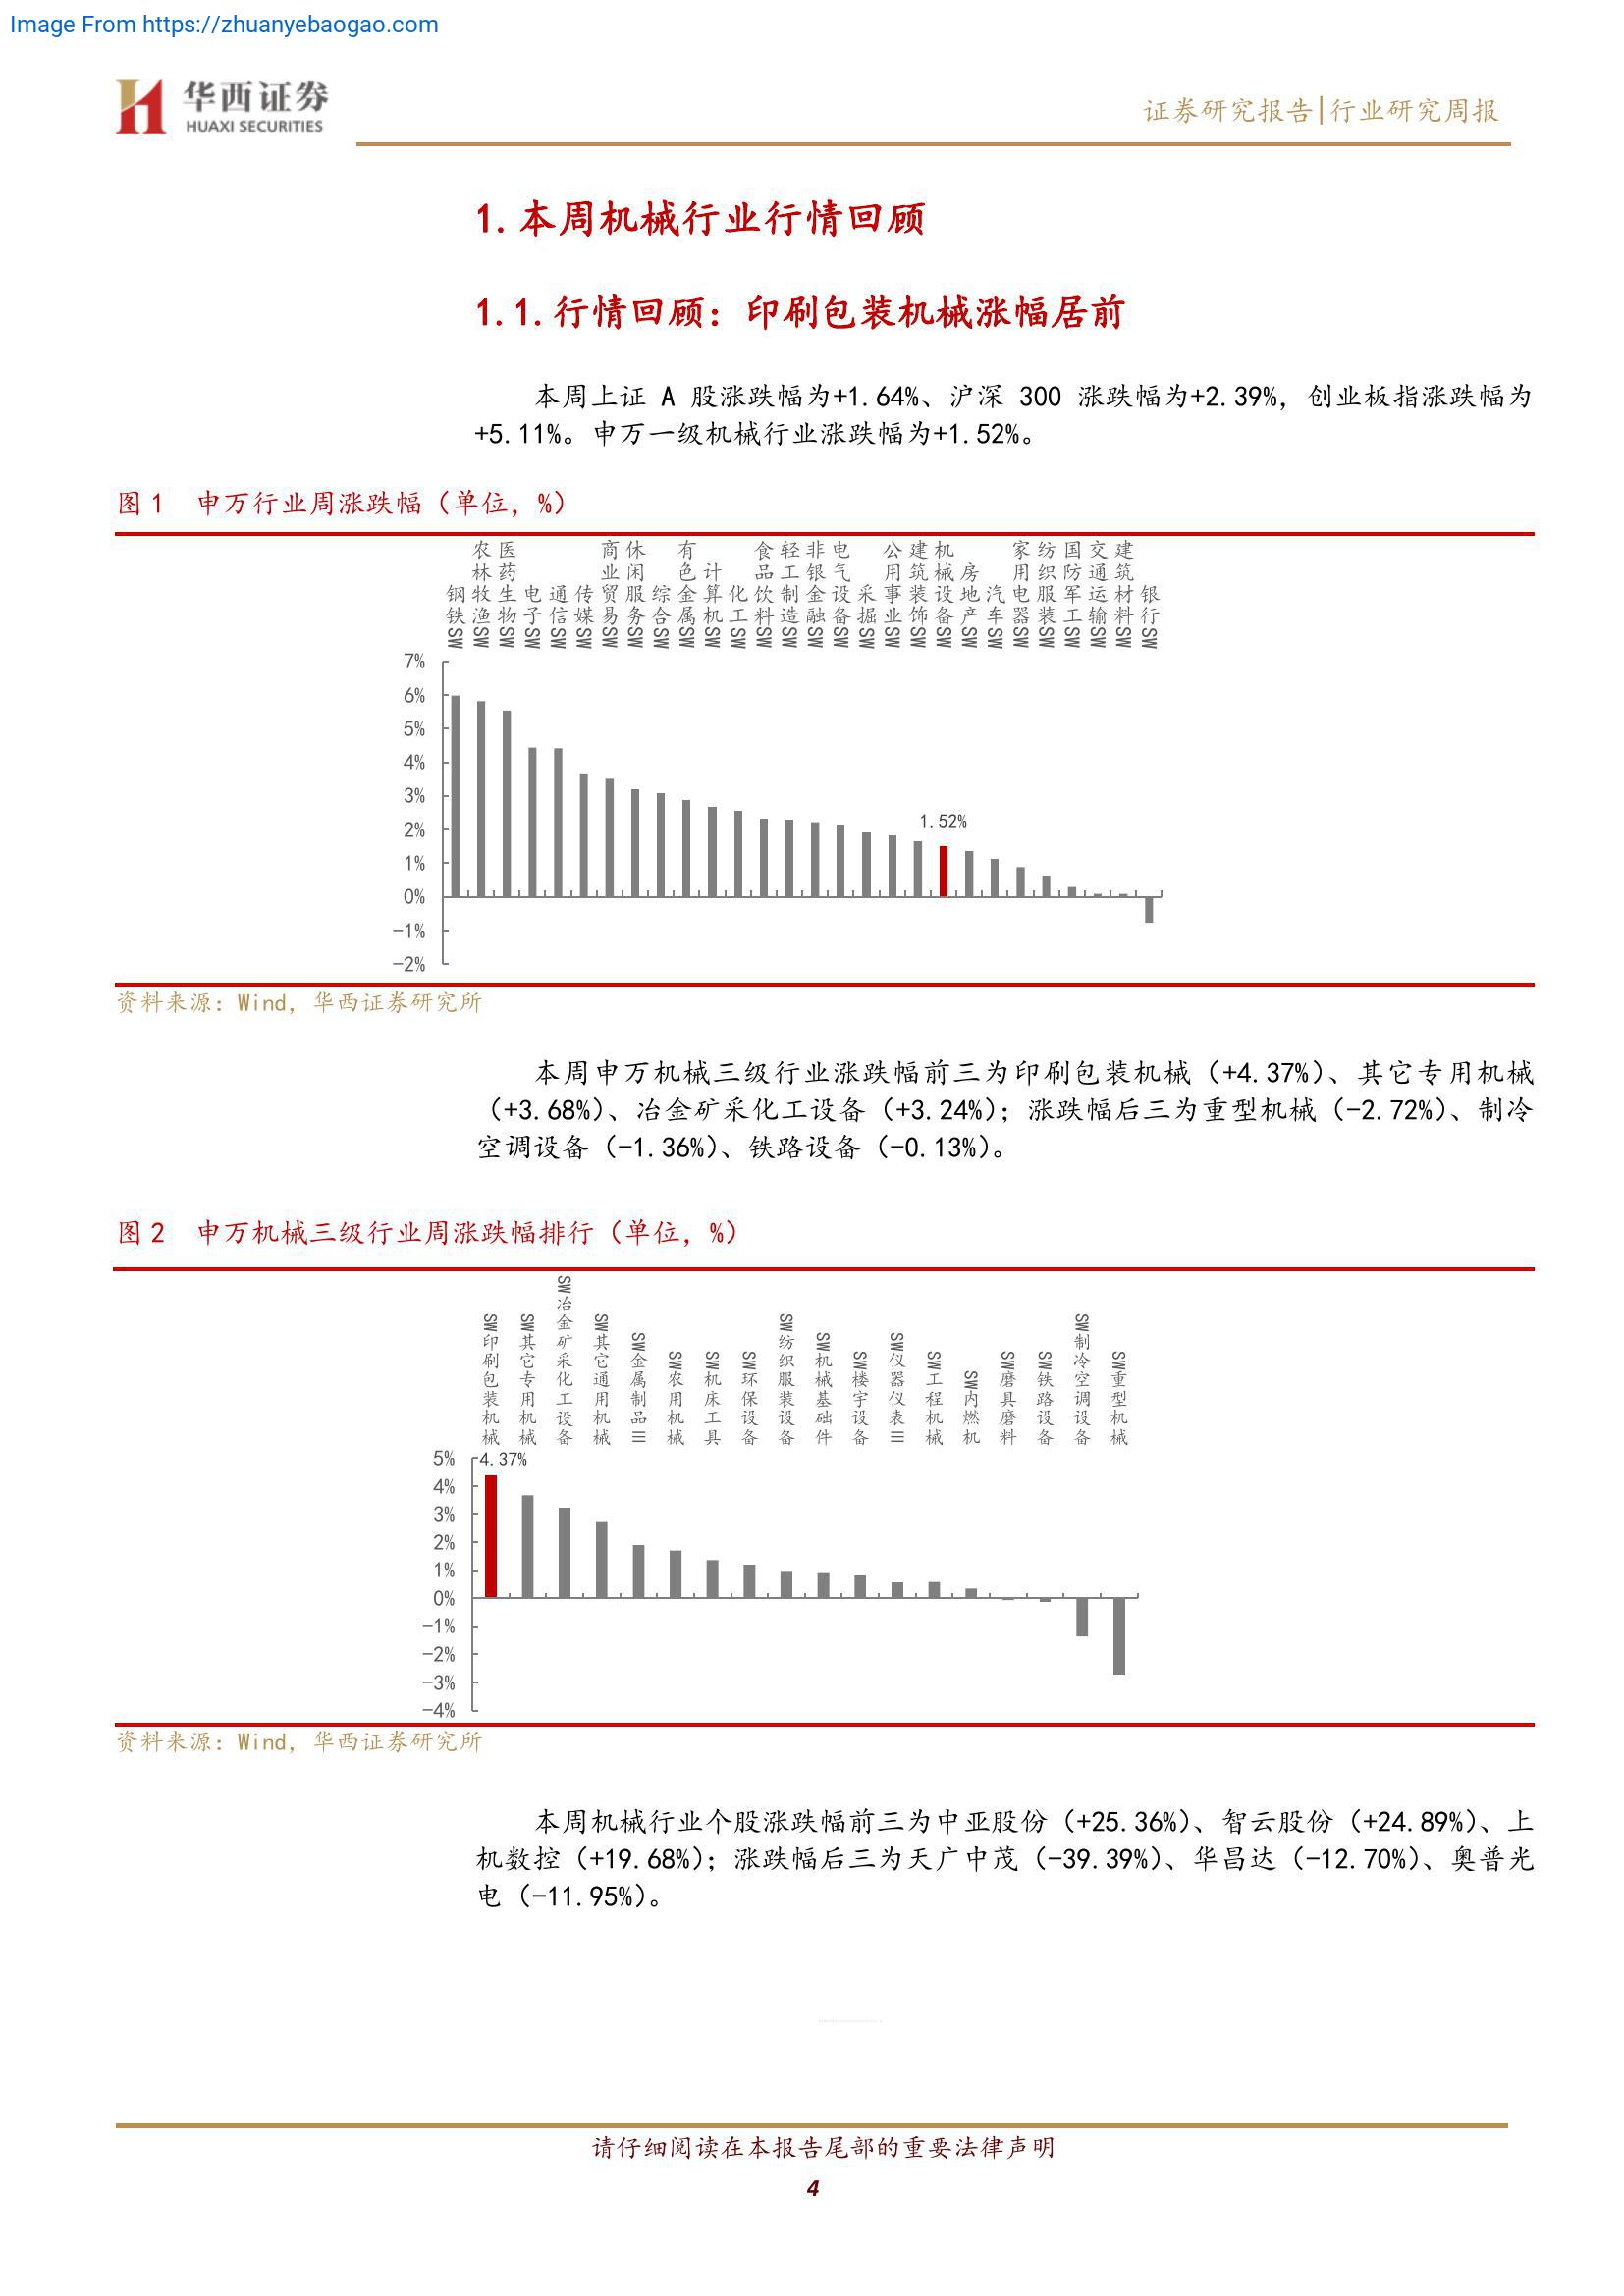 Image From https://zhuanyebaogao.com
华西证券
HUAXI SECURITIES
证券研究报告|行业研究周报
1.本周机械行业行情回顾
1.1.行情回顾：印刷包装机械涨幅居前
本周上证 A 股涨跌幅为+1.64%、沪深 300 涨跌幅为+2.39%，创业板指涨跌幅为
+5.11%。申万一级机械行业涨跌幅为+1.52%。
图 1 申万行业周涨跌幅（单位，%）
钢铁SW
农林牧渔SW
医药生物SW
电子SW
通信SW
传媒SW
商业贸易SW
休闲服务SW
综合SW
有色金属SW
计算机SW
化工SW
食品饮料SW
轻工制造SW
非银金融SW
电气设备SW
采掘SW
公用事业SW
建筑装饰SW
机械设备SW
房地产SW
汽车SW
家用电器SW
纺织服装SW
国防军工SW
交通运输SW
建筑材料SW
银行SW
7%
6%
5%
4%
3%
2%
1%
0%
-1%
-2%
1.52%
资料来源：Wind，华西证券研究所
本周申万机械三级行业涨跌幅前三为印刷包装机械（+4.37%）、其它专用机械
（+3.68%）、冶金矿采化工设备（+3.24%）；涨跌幅后三为重型机械（-2.72%）、制冷
空调设备（-1.36%）、铁路设备（-0.13%）。
图 2 申万机械三级行业周涨跌幅排行（单位，%）
SW印刷包装机械
SW其它专用机械
SW冶金矿采化工设备
SW其它通用机械
SW金属制品III
SW农用机械
SW机床工具
SW环保设备
SW纺织服装设备
SW机械基础件
SW楼宇设备
SW仪器仪表III
SW工程机械
SW内燃机
SW磨具磨料
SW铁路设备
SW制冷空调设备
SW重型机械
5%
4%
3%
2%
1%
0%
-1%
-2%
-3%
-4%
4.37%
资料来源：Wind，华西证券研究所
本周机械行业个股涨跌幅前三为中亚股份（+25.36%）、智云股份（+24.89%）、上
机数控（+19.68%）；涨跌幅后三为天广中茂（-39.39%）、华昌达（-12.70%）、奥普光
电（-11.95%）。
请仔细阅读在本报告尾部的重要法律声明
4